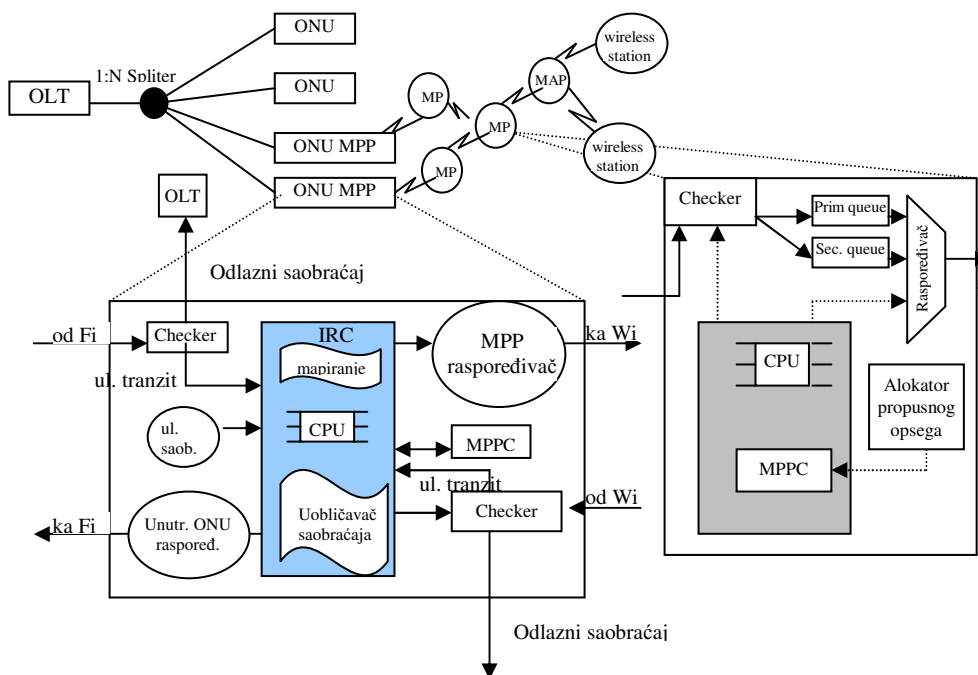 ONU
wireless
station
1:N Spliter
ONU
MAP
OLT
MP
MP
ONU MPP
wireless
station
MP
ONU MPP
OLT
Checker
Prim queue
Sec. queue
Raspoređivač
Odlazni saobraćaj
od Fi
Checker
IRC
MPP
raspoređivač
ka Wi
mapiranje
ul. tranzit
CPU
Alokator
propusnog
opsega
ul.
saob.
CPU
MPPC
MPPC
ul. tranzit
od Wi
Uobličavač
saobraćaja
Checker
ka Fi
Unutr. ONU
raspoređ.
Odlazni saobraćaj